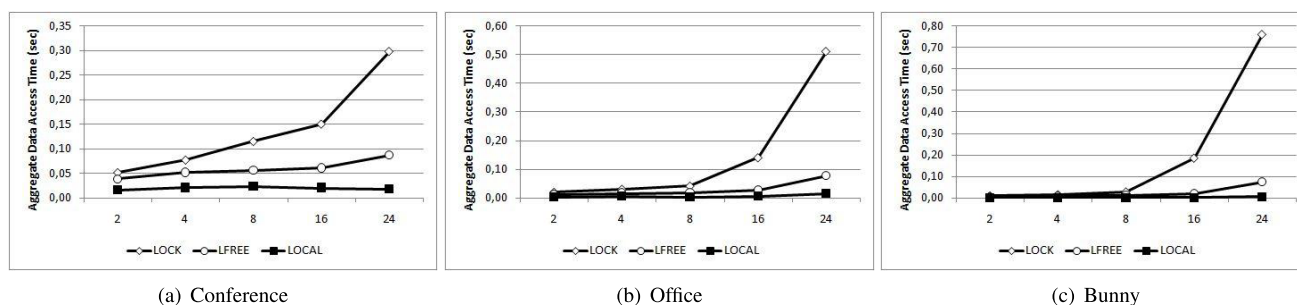 Aggregate Data Access Time (sec)
0,35
0,30
0,25
0,20
0,15
0,10
0,05
0,00
2 4 8 16 24
LOCK LFREE LOCAL
(a) Conference
Aggregate Data Access Time (sec)
0,60
0,50
0,40
0,30
0,20
0,10
0,00
2 4 8 16 24
LOCK LFREE LOCAL
(b) Office
Aggregate Data Access Time (sec)
0,80
0,70
0,60
0,50
0,40
0,30
0,20
0,10
0,00
2 4 8 16 24
LOCK LFREE LOCAL
(c) Bunny